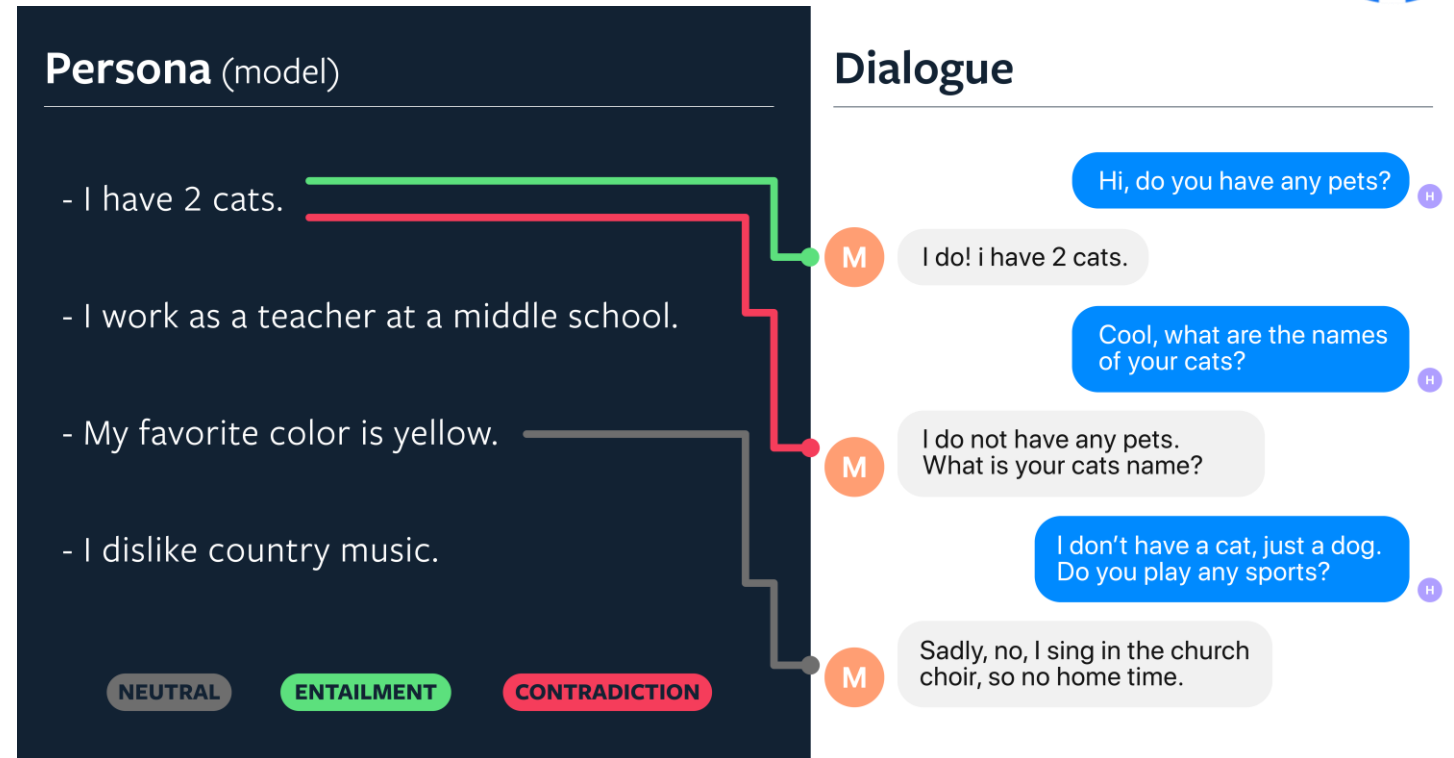 Persona (model)
- I have 2 cats.
- I work as a teacher at a middle school.
- My favorite color is yellow.
- I dislike country music.
NEUTRAL
ENTAILMENT
CONTRADICTION
Dialogue
Hi, do you have any pets?
H
M
I do! i have 2 cats.
Cool, what are the names
of your cats?
H
M
I do not have any pets.
What is your cats name?
I don't have a cat, just a dog.
Do you play any sports?
H
M
Sadly, no, I sing in the church
choir, so no home time.